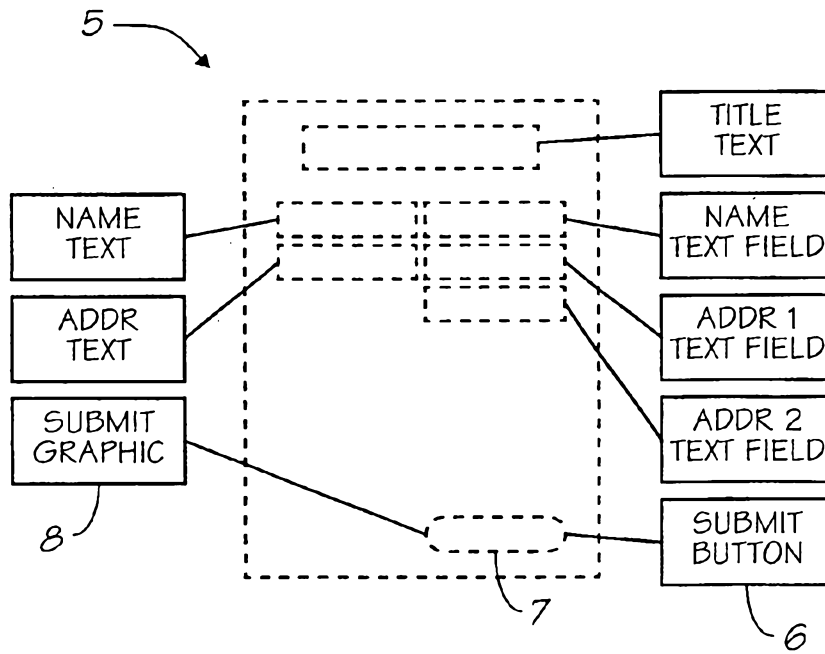 5
TITLE
TEXT
NAME
TEXT
NAME
TEXT FIELD
ADDR
TEXT
ADDR 1
TEXT FIELD
SUBMIT
GRAPHIC
ADDR 2
TEXT FIELD
SUBMIT
BUTTON
8
7
6